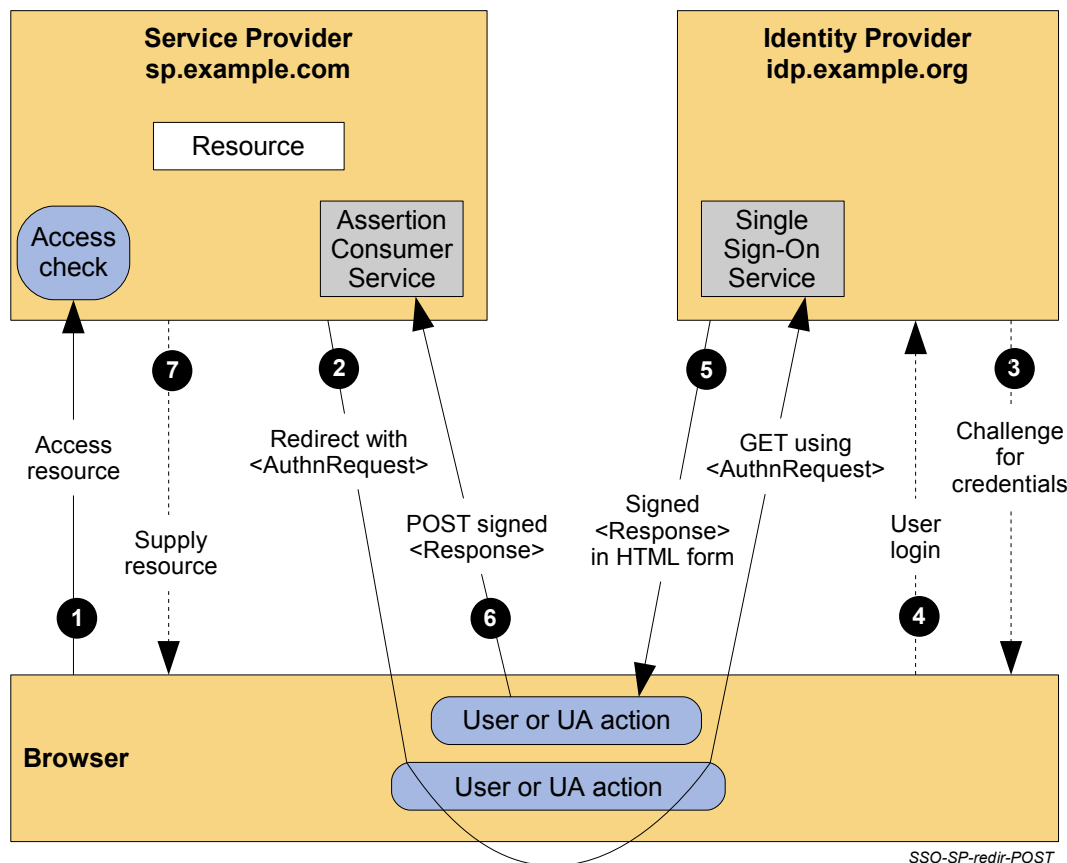 Service Provider
sp.example.com
Identity Provider
idp.example.org
Resource
Access
check
Assertion
Consumer
Service
Single
Sign-On
Service
7
2
5
3
Access
resource
Redirect with
<AuthnRequest>
GET using
<AuthnRequest>
Challenge
for
credentials
Supply
resource
POST signed
<Response>
Signed
<Response>
in HTML form
User
login
1
6
4
User or UA action
Browser
User or UA action
SSO-SP-redir-POST